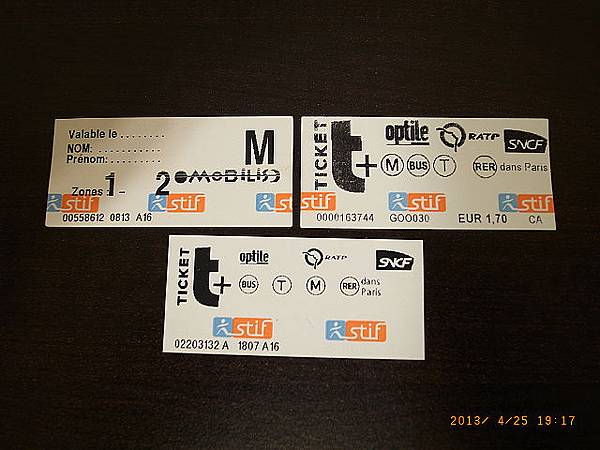 Valable le . . . . . . . .
NOM: . . . . . . . . . . . .
Prénom: . . . . . . . . . .
M
Zones : 1 - 2 MOBILIS
stif stif stif
00558612 0813 A16
TICKET t+ optile RATP SNCF
M BUS T RER dans Paris
stif stif stif
0000163744 GOO030 EUR 1,70 CA
TICKET t+ optile RATP SNCF
BUS T M RER dans
Paris
stif stif
02203132 A 1807 A16
2013/ 4/25 19:17